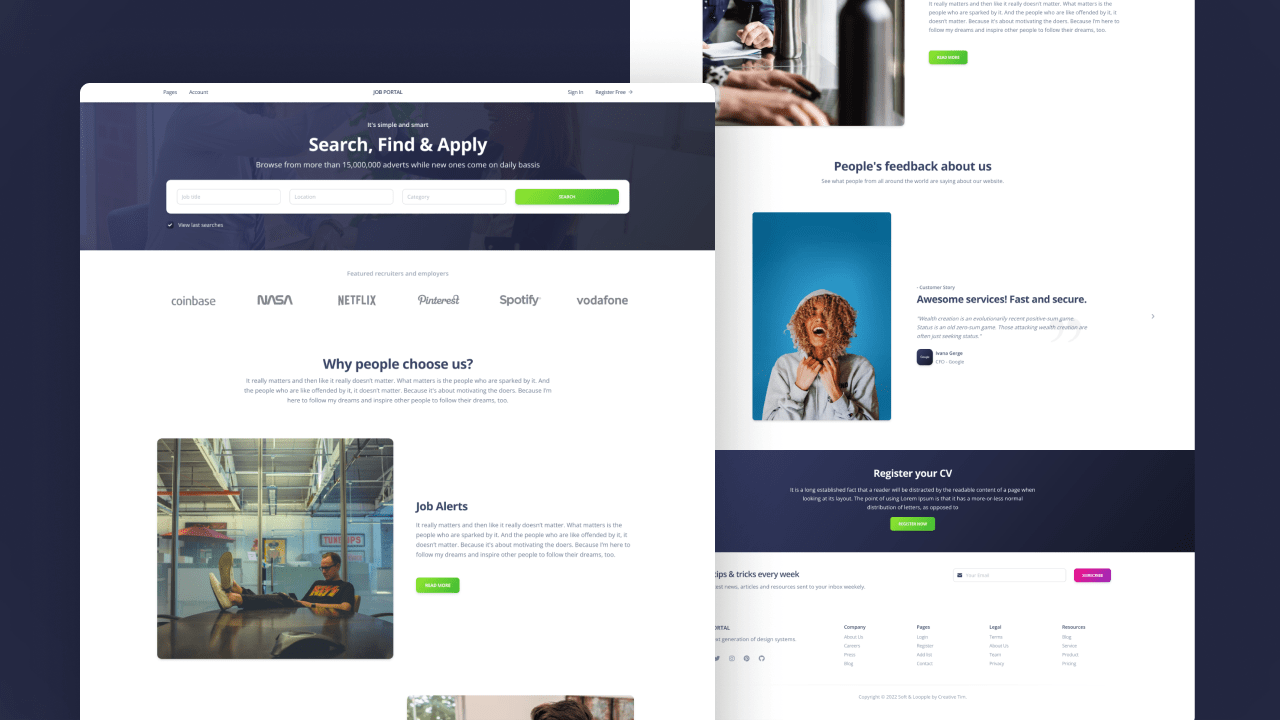 Pages Account JOB PORTAL Sign in Register Free
It's simple and smart
Search, Find & Apply
Browse from more than 15,000,000 adverts while new ones come on daily bassis
Job title Location Category SEARCH
View last searches
Featured recruiters and employers
coinbase NASA NETFLIX Pinterest Spotify vodafone
Why people choose us?
It really matters and then like it really doesn't matter. What matters is the people who are sparked by it. And
the people who are like offended by it, it doesn't matter. Because it's about motivating the doers. Because I'm
here to follow my dreams and inspire other people to follow their dreams, too.
Job Alerts
It really matters and then like it really doesn't matter. What matters is the
people who are sparked by it. And the people who are like offended by it, it
doesn't matter. Because it's about motivating the doers. Because I'm here to
follow my dreams and inspire other people to follow their dreams, too.
READ MORE
It really matters and then like it really doesn't matter. What matters is the
people who are sparked by it. And the people who are like offended by it, it
doesn't matter. Because it's about motivating the doers. Because I'm here to
follow my dreams and inspire other people to follow their dreams, too.
READ MORE
People's feedback about us
See what people from all around the world are saying about our website.
- Customer Story
Awesome services! Fast and secure.
"Wealth creation is an evolutionarily recent positive-sum game.
Status is an old zero-sum game. Those attacking wealth creation are
often just seeking status."
Google
Ivana Gerge
CFO - Google
Register your CV
It is a long established fact that a reader will be distracted by the readable content of a page when
looking at its layout. The point of using Lorem Ipsum is that it has a more-or-less normal
distribution of letters, as opposed to
REGISTER NOW
tips & tricks every week
est news, articles and resources sent to your inbox weekely.
Your Email SUBSCRIBE
ORTAL
generation of design systems.
Company
About Us
Careers
Press
Blog
Pages
Login
Register
Add list
Contact
Legal
Terms
About Us
Team
Privacy
Resources
Blog
Service
Product
Pricing
Copyright © 2022 Soft & Loopple by Creative Tim.